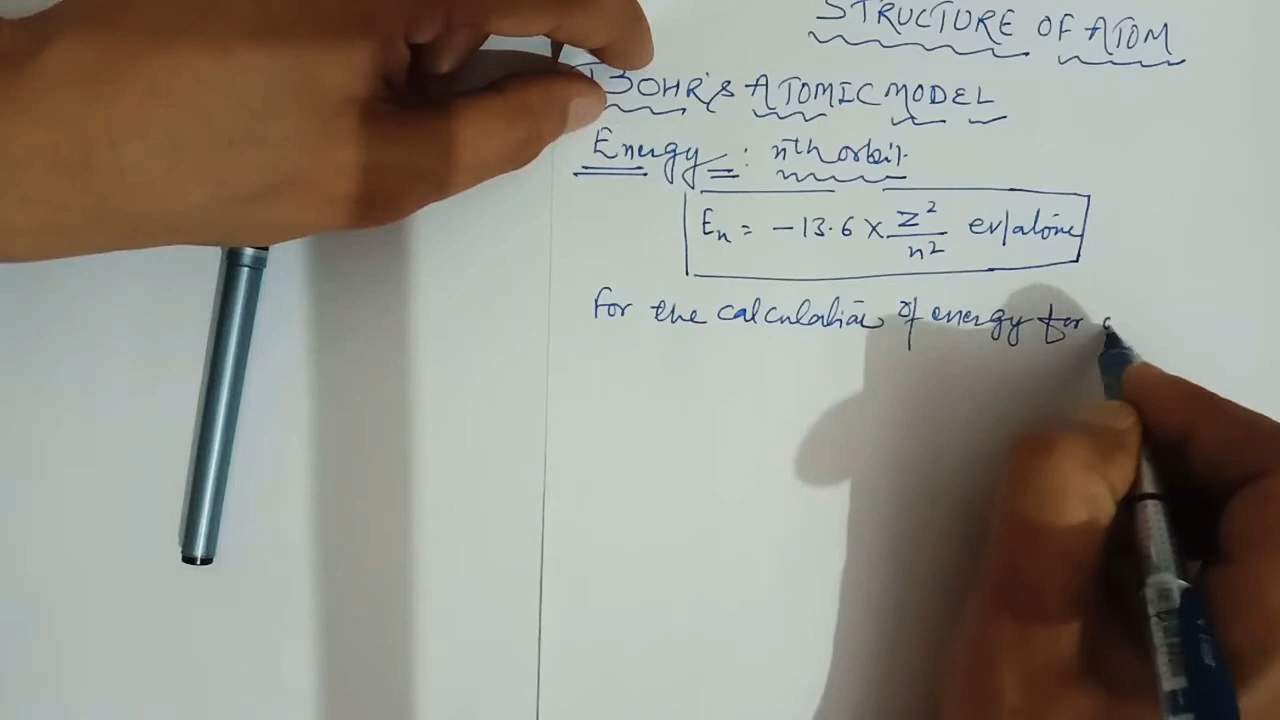 STRUCTURE OF ATOM
BOHR'S ATOMIC MODEL
Energy : nth orbit
En = -13.6 × Z²/n² eV/atom
For the calculation of energy for